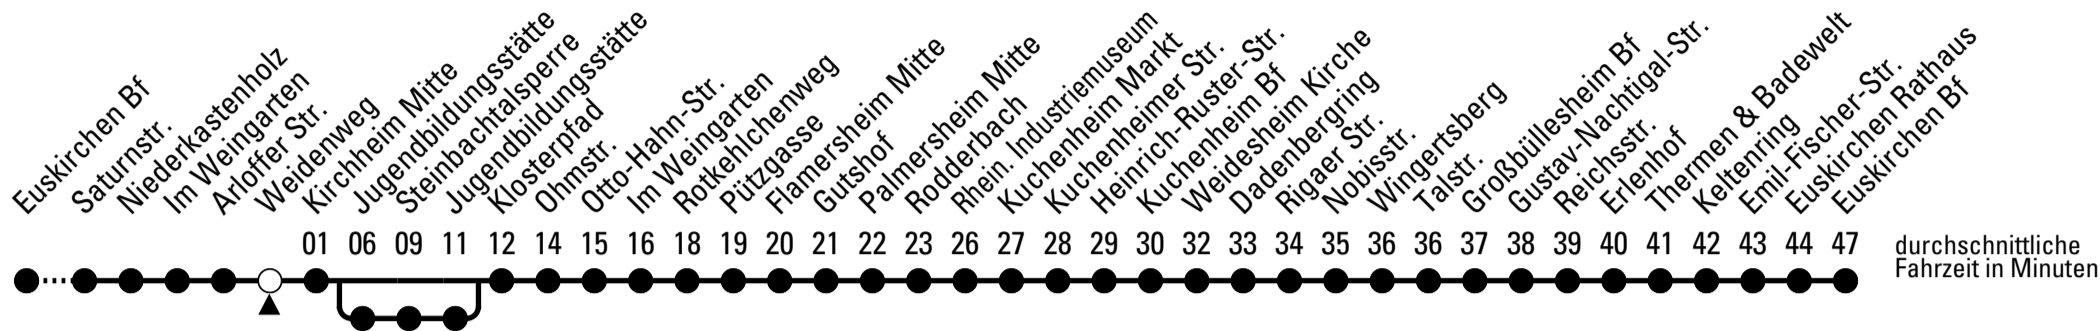 Euskirchen Bf
Saturnstr.
Niederkastenholz
Im Weingarten
Arloffer Str.
Weidenweg
Kirchheim Mitte
Jugendbildungsstätte
Steinbachtalsperre
Jugendbildungsstätte
Klosterpfad
Ohmstr.
Otto-Hahn-Str.
Im Weingarten
Rotkehlchenweg
Pützgasse
Flamersheim Mitte
Gutshof
Palmersheim Mitte
Rodderbach
Rhein. Industriemuseum
Kuchenheim Markt
Kuchenheimer Str.
Heinrich-Ruster-Str.
Kuchenheim Bf
Weidesheim Kirche
Dadenbergring
Rigaer Str.
Nobisstr.
Wingertsberg
Talstr.
Großbüllesheim Bf
Gustav-Nachtigal-Str.
Reichsstr.
Erlenhof
Thermen & Badewelt
Keltenring
Emil-Fischer-Str.
Euskirchen Rathaus
Euskirchen Bf
01 06 09 11 12 14 15 16 18 19 20 21 22 23 26 27 28 29 30 32 33 34 35 36 36 37 38 39 40 41 42 43 44 47
durchschnittliche
Fahrzeit in Minuten